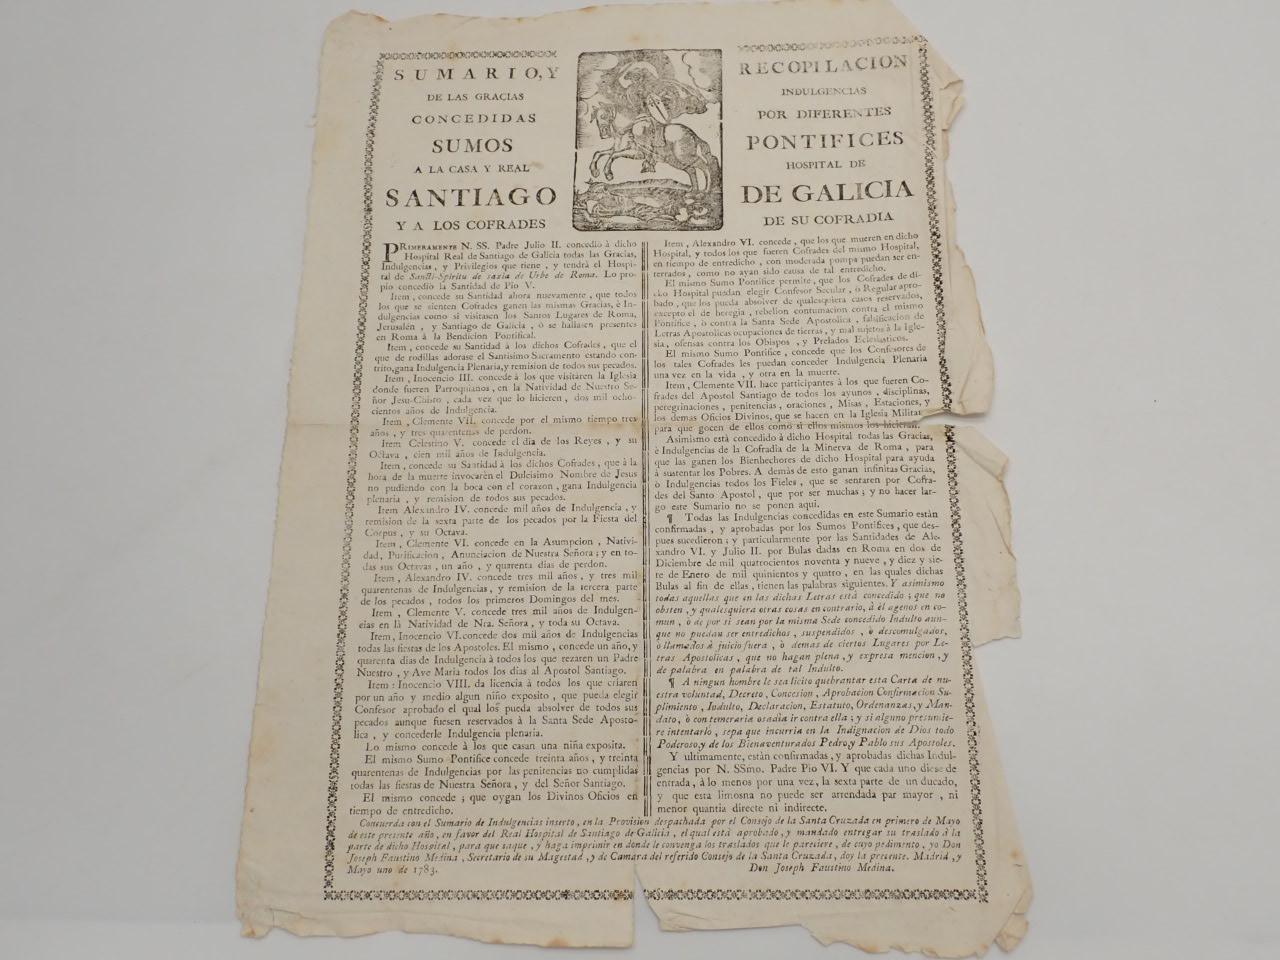 SUMARIO, Y RECOPILACION
DE LAS GRACIAS INDULGENCIAS
CONCEDIDAS POR DIFERENTES
SUMOS PONTIFICES
A LA CASA Y REAL HOSPITAL DE
SANTIAGO DE GALICIA
Y A LOS COFRADES DE SU COFRADIA
PRIMERAMENTE N. SS. Padre Julio II. concedió à dicho
Hospital Real de Santiago de Galicia todas las Gracias,
Indulgencias, y Privilegios que tiene, y tendrá el Hospi-
tal de Sancti-Spiritu de saxia de Urbe de Roma. Lo pro-
pio concedio la Santidad de Pio V.
Item, concede su Santidad ahora nuevamente, que todos
los que se sienten Cofrades ganen las mismas Gracias, è In-
dulgencias como si visitasen los Santos Lugares de Roma,
Jerusalén, y Santiago de Galicia, ò se hallasen presentes
en Roma à la Bendicion Pontifical.
Item, concede su Santidad à los dichos Cofrades, que el
que de rodillas adorase el Santisimo Sacramento estando con-
trito, gana Indulgencia Plenaria, y remision de todos sus pecados.
Item, Inocencio III. concede à los que visitáren la Iglesia
donde fueren Parroquianos, en la Natividad de Nuestro Se-
ñor Jesu-Christo, cada vez que lo hicieren, dos mil ocho-
cientos años de Indulgencia.
Item, Clemente VII. concede por el mismo tiempo tres
años, y tres quarentenas de perdon.
Item Celestino V. concede el dia de los Reyes, y su
Octava, cien mil años de Indulgencia.
Item, concede su Santidad à los dichos Cofrades, que à la
hora de la muerte invocarèn el Dulcisimo Nombre de Jesus
no pudiendo con la boca con el corazon, gana Indulgencia
plenaria, y remision de todos sus pecados.
Item Alexandro IV. concede mil años de Indulgencia, y
remision de la sexta parte de los pecados por la Fiesta del
Corpus, y su Octava.
Item, Clemente VI. concede en la Asumpcion, Nativi-
dad, Purificacion, Anunciacion de Nuestra Señora; y en to-
das sus Octavas, un año, y quarenta dias de perdon.
Item, Alexandro IV. concede tres mil años, y tres mil
quarentenas de Indulgencias, y remision de la tercera parte
de los pecados, todos los primeros Domingos del mes.
Item, Clemente V. concede tres mil años de Indulgen-
cias en là Natividad de Nra. Señora, y toda su Octava.
Item, Inocencio VI. concede dos mil años de Indulgencias
todas las fiestas de los Apostoles. El mismo, concede un año, y
quarenta dias de Indulgencia à todos los que rezaren un Padre
Nuestro, y Ave Maria todos los dias al Apostol Santiago.
Item: Inocencio VIII. da licencia à todos los que criaren
por un año y medio algun niño exposito, que pueda elegir
Confesor aprobado el qual los pueda absolver de todos sus
pecados aunque fuesen reservados à la Santa Sede Aposto-
lica, y concederle Indulgencia plenaria.
Lo mismo concede à los que casan una niña exposita.
El mismo Sumo Pontifice concede treinta años, y treinta
quarentenas de Indulgencias por las penitencias no cumplidas
todas las fiestas de Nuestra Señora, y del Señor Santiago.
El mismo concede; que oygan los Divinos Oficios en
tiempo de entredicho.
Item, Alexandro VI. concede, que los que mueren en dicho
Hospital, y todos los que fueren Cofrades del mismo Hospital,
en tiempo de entredicho, con moderada pompa puedan ser en-
terrados, como no ayan sido causa de tal entredicho.
El mismo Sumo Pontifice permite, que los Cofrades de di-
cho Hospital puedan elegir Confesor Secular, ò Regular apro-
bado, que los pueda absolver de qualesquiera casos reservados,
excepto el de heregia, rebelion contumacion contra el mismo
Pontifice, ò contra la Santa Sede Apostolica, falsificacion de
Letras Apostolicas ocupaciones de tierras, y mal sujetos à la Igle-
sia, ofensas contra los Obispos, y Prelados Eclesiasticos.
El mismo Sumo Pontifice, concede que los Confesores de
los tales Cofrades les puedan conceder Indulgencia Plenaria
una vez en la vida, y otra en la muerte.
Item, Clemente VII. hace participantes à los que fueren Co-
frades del Apostol Santiago de todos los ayunos, disciplinas,
peregrinaciones, penitencias, oraciones, Misas, Estaciones, y
los demas Oficios Divinos, que se hacen en la Iglesia Militar
para que gocen de ellos como si ellos mismos los hicieran.
Asimismo está concedido à dicho Hospital todas las Gracias,
è Indulgencias de la Cofradia de la Minerva de Roma, para
que las ganen los Bienhechores de dicho Hospital para ayuda
à sustentar los Pobres. A demàs de esto ganan infinitas Gracias,
ò Indulgencias todos los Fieles, que se sentaren por Cofra-
des del Santo Apostol, que por ser muchas; y no hacer lar-
go este Sumario no se ponen aqui.
¶ Todas las Indulgencias concedidas en este Sumario estàn
confirmadas, y aprobadas por los Sumos Pontifices, que des-
pues sucedieron; y particularmente por las Santidades de Ale-
xandro VI. y Julio II. por Bulas dadas en Roma en dos de
Diciembre de mil quatrocientos noventa y nueve, y diez y sie-
te de Enero de mil quinientos y quatro, en las quales dichas
Bulas al fin de ellas, tienen las palabras siguientes. Y asimismo
todas aquellas que en las dichas Letras está concedido; que no
obsten, y qualesquiera otras cosas en contrario, à èl agenos en co-
mun, ò de por si sean por la misma Sede concedido Indulto aun-
que no puedan ser entredichos, suspendidos, ò descomulgados,
ò llamados à juicio fuera, ò demas de ciertos Lugares por Le-
tras Apostolicas, que no hagan plena, y expresa mencion, y
de palabra en palabra de tal Indulto.
¶ A ningun hombre le sea licito quebrantar esta Carta de nu-
estra voluntad, Decreto, Concesion, Aprobacion Confirmacion Su-
plimiento, Indulto, Declaracion, Estatuto, Ordenanzas, y Man-
dato, ò con temeraria osadia ir contra ella; y si alguno presumie-
re intentarlo, sepa que incurria en la Indignacion de Dios todo
Poderoso, y de los Bienaventurados Pedro, y Pablo sus Apostoles.
Y ultimamente, están confirmadas, y aprobadas dichas Indul-
gencias por N. SSmo. Padre Pio VI. Y que cada uno diese de
entrada, à lo menos por una vez, la sexta parte de un ducado,
y que esta limosna no puede ser arrendada par mayor, ni
menor quantia directe ni indirecte.
Concuerda con el Sumario de Indulgencias inserto, en la Provision despachada por el Consejo de la Santa Cruzada en primero de Mayo
de este presente año, en favor del Real Hospital de Santiago de Galicia, el qual està aprobado, y mandado entregar su traslado à la
parte de dicho Hospital, para que saque, y haga imprimir en donde le convenga los traslados que le pareciere, de cuyo pedimento, yo Don
Joseph Faustino Medina, Secretario de su Magestad, y de Camara del referido Consejo de la Santa Cruzada, doy la presente. Madrid, y
Mayo uno de 1783. Don Joseph Faustino Medina.